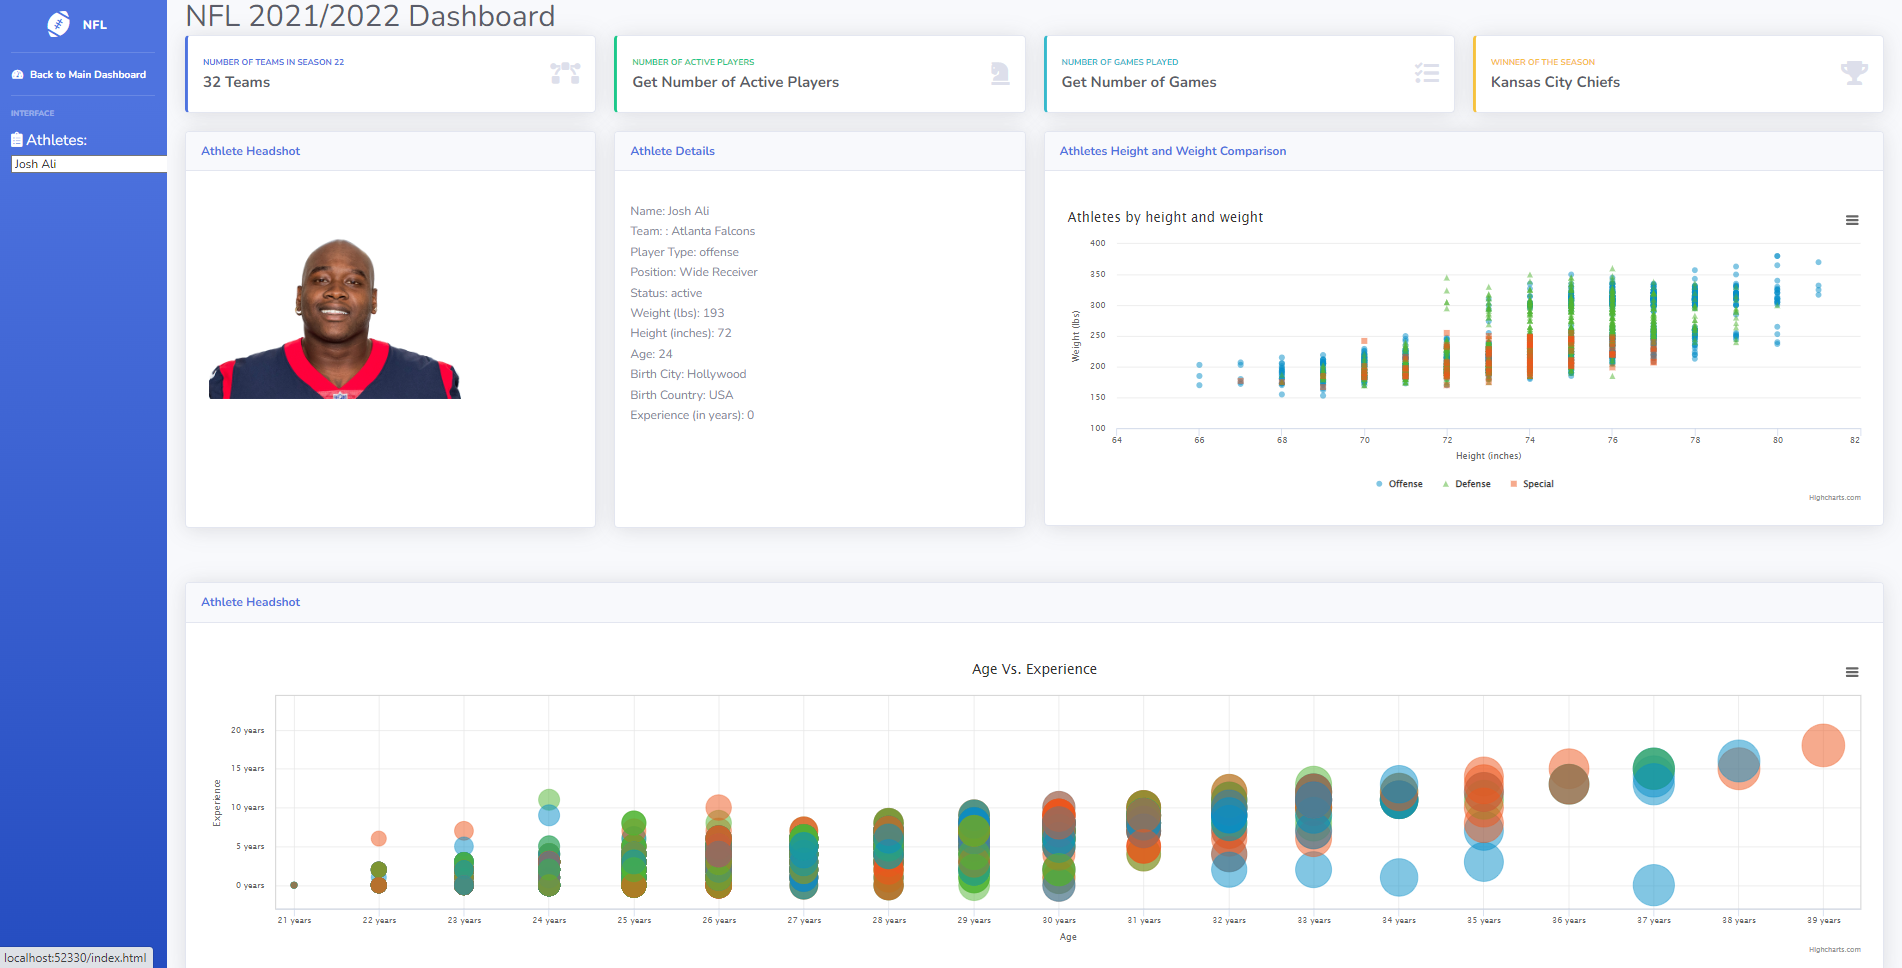 NFL
Back to Main Dashboard
INTERFACE
Athletes:
Josh Ali
NFL 2021/2022 Dashboard
NUMBER OF TEAMS IN SEASON 22
32 Teams
NUMBER OF ACTIVE PLAYERS
Get Number of Active Players
NUMBER OF GAMES PLAYED
Get Number of Games
WINNER OF THE SEASON
Kansas City Chiefs
Athlete Headshot
Athlete Details
Name: Josh Ali
Team: : Atlanta Falcons
Player Type: offense
Position: Wide Receiver
Status: active
Weight (lbs): 193
Height (inches): 72
Age: 24
Birth City: Hollywood
Birth Country: USA
Experience (in years): 0
Athletes Height and Weight Comparison
Athletes by height and weight
400
350
300
250
200
150
100
Weight (lbs)
64 66 68 70 72 74 76 78 80 82
Height (inches)
Offense Defense Special
Highcharts.com
Athlete Headshot
Age Vs. Experience
20 years
15 years
10 years
5 years
0 years
Experience
21 years 22 years 23 years 24 years 25 years 26 years 27 years 28 years 29 years 30 years 31 years 32 years 33 years 34 years 35 years 36 years 37 years 38 years 39 years
Age
Highcharts.com
localhost:52330/index.html